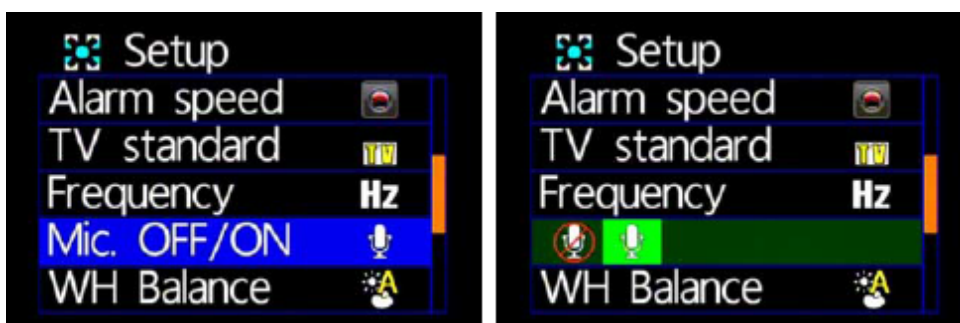 Setup
Alarm speed
TV standard TV
Frequency Hz
Mic. OFF/ON
WH Balance A
Setup
Alarm speed
TV standard TV
Frequency Hz
WH Balance A